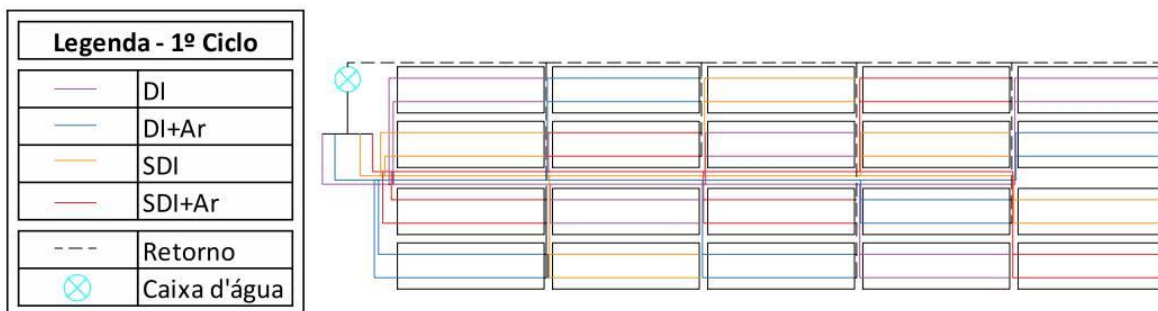 Legenda - 1º Ciclo
DI
DI+Ar
SDI
SDI+Ar
Retorno
Caixa d'água